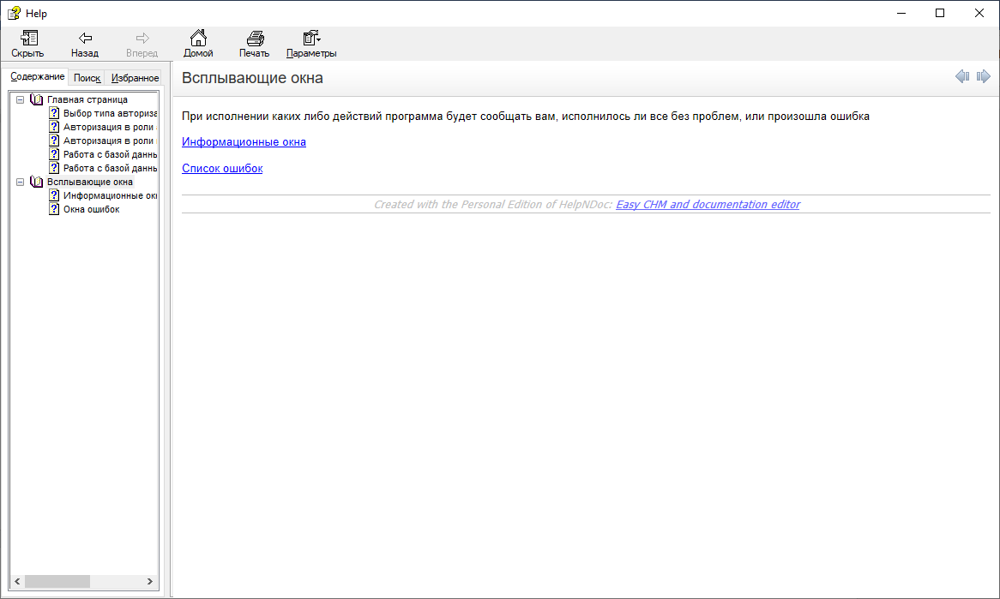 Help
Скрыть Назад Вперед Домой Печать Параметры
Содержание Поиск Избранное
Всплывающие окна
Главная страница
Выбор типа авториза
Авторизация в роли
Авторизация в роли
Работа с базой данны
Работа с базой данны
Всплывающие окна
Информационные ок
Окна ошибок
При исполнении каких либо действий программа будет сообщать вам, исполнилось ли все без проблем, или произошла ошибка
Информационные окна
Список ошибок
Created with the Personal Edition of HelpNDoc: Easy CHM and documentation editor